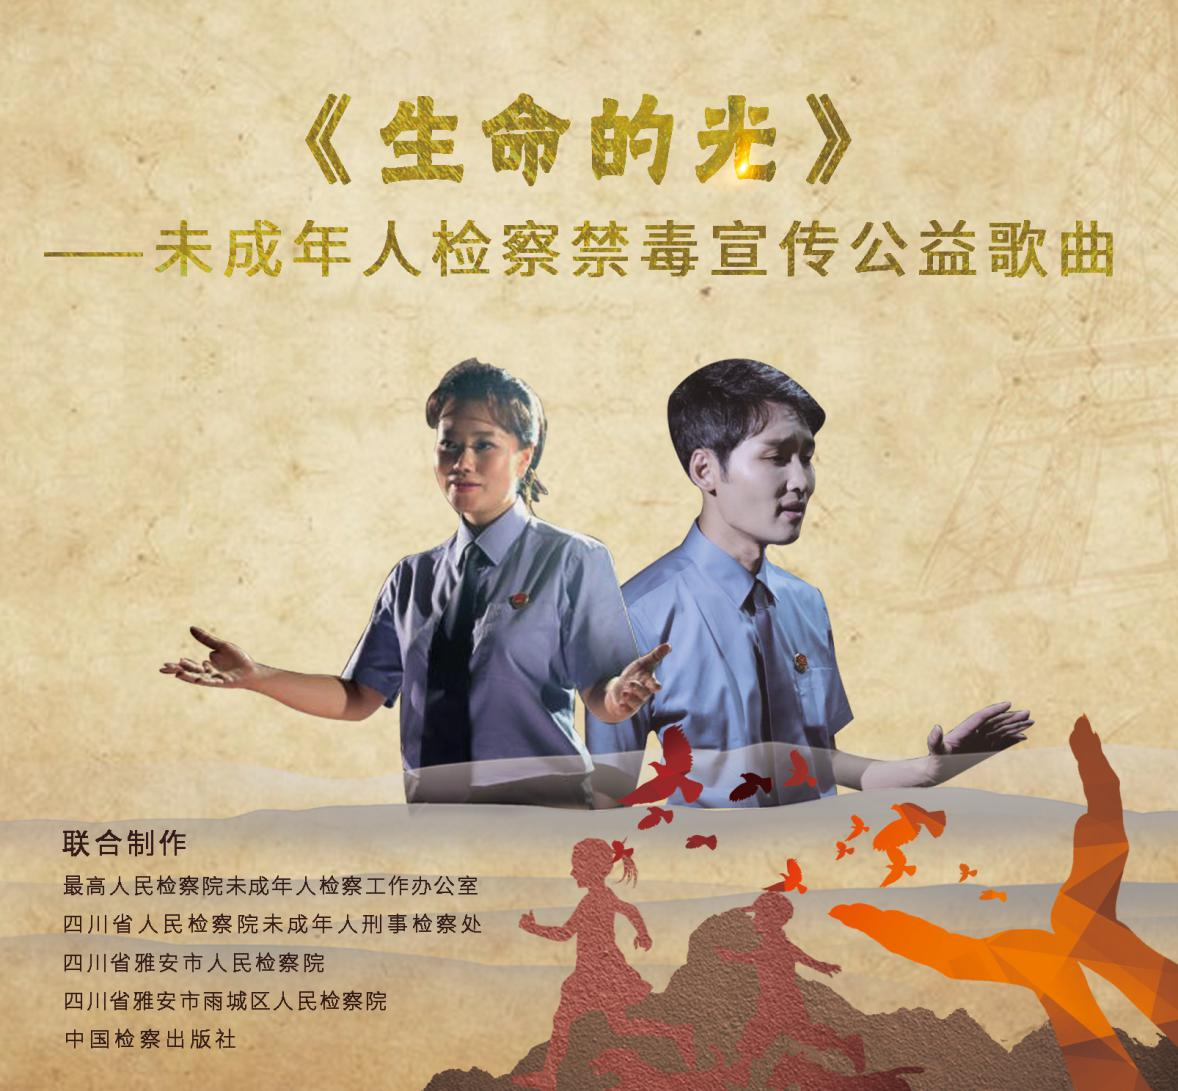 《生命的光》
——未成年人检察禁毒宣传公益歌曲
联合制作
最高人民检察院未成年人检察工作办公室
四川省人民检察院未成年人刑事检察处
四川省雅安市人民检察院
四川省雅安市雨城区人民检察院
中国检察出版社